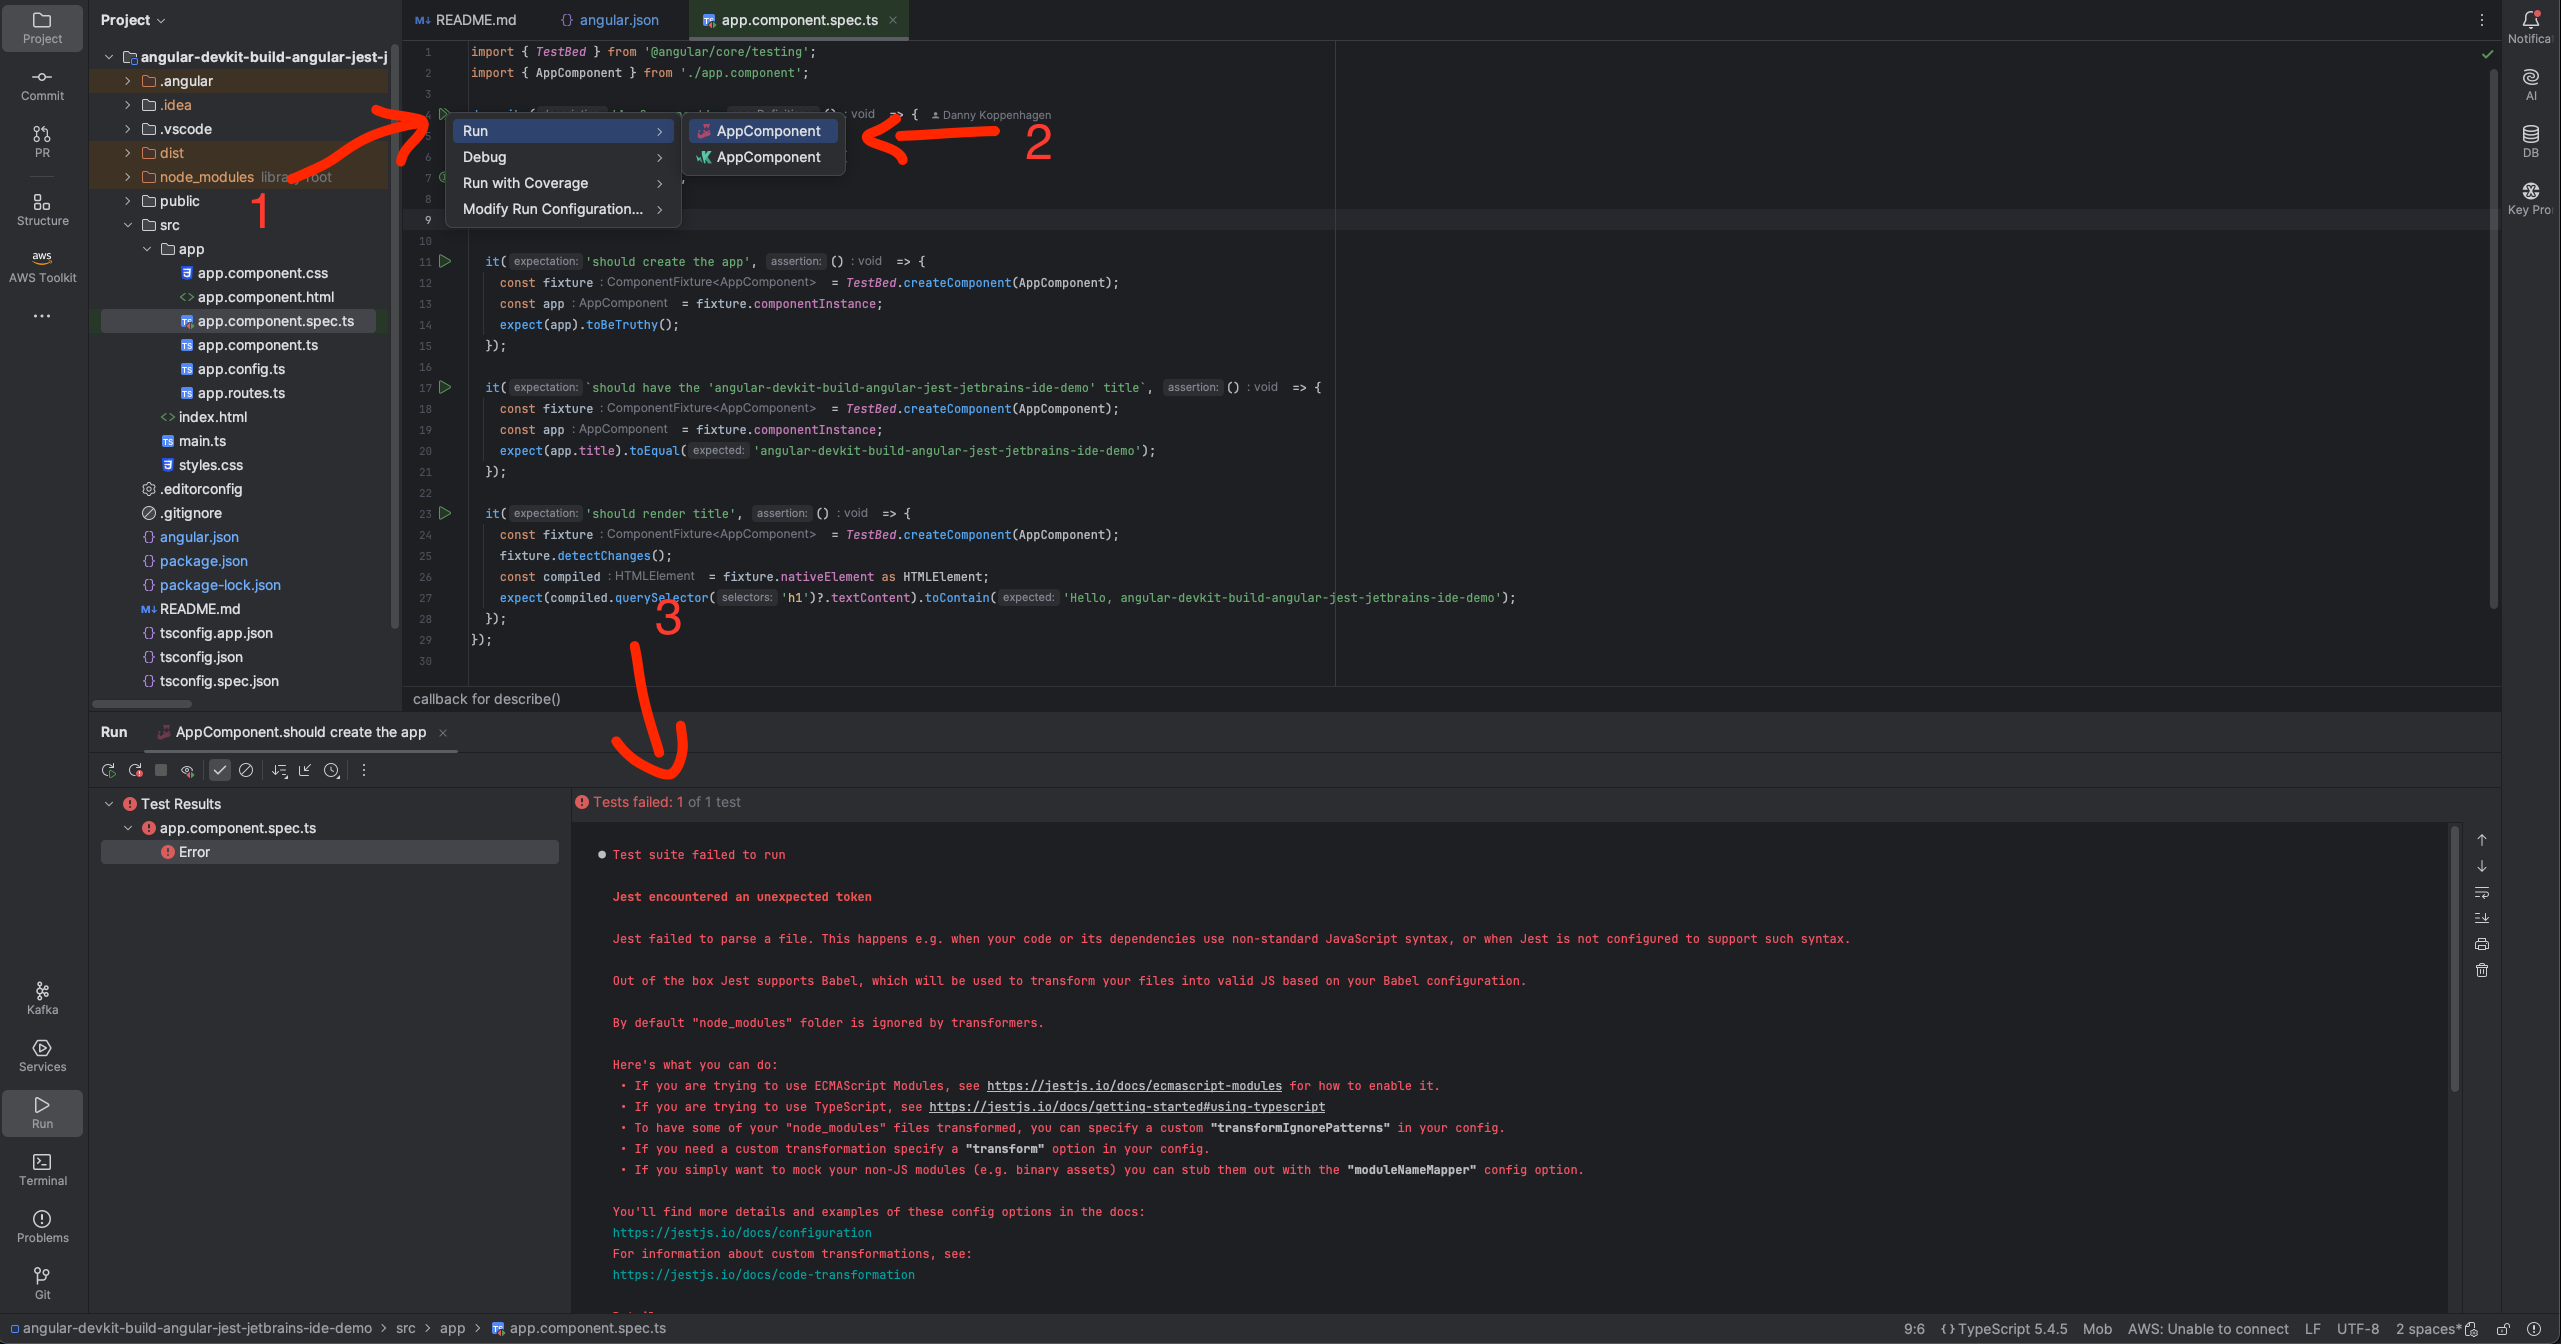 Project
Commit
PR
Structure
aws
AWS Toolkit
Kafka
Services
Run
Terminal
Problems
Git
Project
angular-devkit-build-angular-jest-j
.angular
.idea
.vscode
dist
node_modules library root
public
src
app
app.component.css
app.component.html
app.component.spec.ts
app.component.ts
app.config.ts
app.routes.ts
index.html
main.ts
styles.css
.editorconfig
.gitignore
angular.json
package.json
package-lock.json
README.md
tsconfig.app.json
tsconfig.json
tsconfig.spec.json
1
README.md
angular.json
app.component.spec.ts
1 import { TestBed } from '@angular/core/testing';
2 import { AppComponent } from './app.component';
3
4 : void => { Danny Koppenhagen
5
6
7
8
9
10
11 it( expectation: 'should create the app', assertion: () : void => {
12 const fixture : ComponentFixture<AppComponent> = TestBed.createComponent(AppComponent);
13 const app : AppComponent = fixture.componentInstance;
14 expect(app).toBeTruthy();
15 });
16
17 it( expectation: `should have the 'angular-devkit-build-angular-jest-jetbrains-ide-demo' title`, assertion: () : void => {
18 const fixture : ComponentFixture<AppComponent> = TestBed.createComponent(AppComponent);
19 const app : AppComponent = fixture.componentInstance;
20 expect(app.title).toEqual( expected: 'angular-devkit-build-angular-jest-jetbrains-ide-demo');
21 });
22
23 it( expectation: 'should render title', assertion: () : void => {
24 const fixture : ComponentFixture<AppComponent> = TestBed.createComponent(AppComponent);
25 fixture.detectChanges();
26 const compiled : HTMLElement = fixture.nativeElement as HTMLElement;
27 expect(compiled.querySelector( selectors: 'h1')?.textContent).toContain( expected: 'Hello, angular-devkit-build-angular-jest-jetbrains-ide-demo');
28 });
29 });
30
Run
Debug
Run with Coverage
Modify Run Configuration...
AppComponent
AppComponent
2
3
callback for describe()
Notifica
AI
DB
Key Pro
Run
AppComponent.should create the app
Test Results
app.component.spec.ts
Error
Tests failed: 1 of 1 test
● Test suite failed to run
Jest encountered an unexpected token
Jest failed to parse a file. This happens e.g. when your code or its dependencies use non-standard JavaScript syntax, or when Jest is not configured to support such syntax.
Out of the box Jest supports Babel, which will be used to transform your files into valid JS based on your Babel configuration.
By default "node_modules" folder is ignored by transformers.
Here's what you can do:
• If you are trying to use ECMAScript Modules, see https://jestjs.io/docs/ecmascript-modules for how to enable it.
• If you are trying to use TypeScript, see https://jestjs.io/docs/getting-started#using-typescript
• To have some of your "node_modules" files transformed, you can specify a custom "transformIgnorePatterns" in your config.
• If you need a custom transformation specify a "transform" option in your config.
• If you simply want to mock your non-JS modules (e.g. binary assets) you can stub them out with the "moduleNameMapper" config option.
You'll find more details and examples of these config options in the docs:
https://jestjs.io/docs/configuration
For information about custom transformations, see:
https://jestjs.io/docs/code-transformation
angular-devkit-build-angular-jest-jetbrains-ide-demo > src > app > app.component.spec.ts
9:6 {} TypeScript 5.4.5 Mob AWS: Unable to connect LF UTF-8 2 spaces*